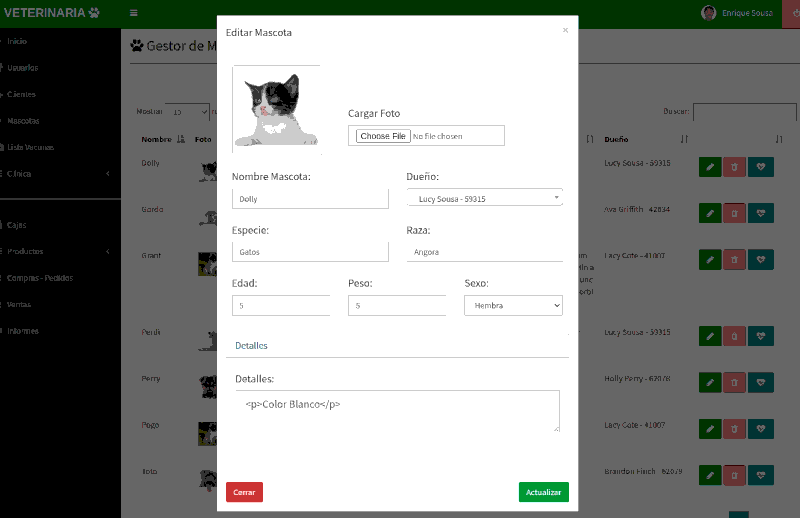 VETERINARIA
Enrique Sousa
Inicio
Usuarios
Clientes
Mascotas
Lista Vacunas
Clínica
Cajas
Productos
Compras - Pedidos
Ventas
Informes
Gestor de M
Mostrar 10
Buscar:
Nombre Foto Dueño
Dolly Lucy Sousa - 59315
Gordo Ava Griffith - 42834
Grant Lucy Cate - 41007
Perdk Lucy Sousa - 59315
Perry Holly Perry - 62078
Pogo Lucy Cate - 41007
Toto Brandon Finch - 62079
Editar Mascota ×
Cargar Foto
Choose File No file chosen
Nombre Mascota: Dueño:
Dolly Lucy Sousa - 59315
Especie: Raza:
Gatos Angora
Edad: Peso: Sexo:
5 5 Hembra
Detalles
Detalles:
<p>Color Blanco</p>
Cerrar Actualizar